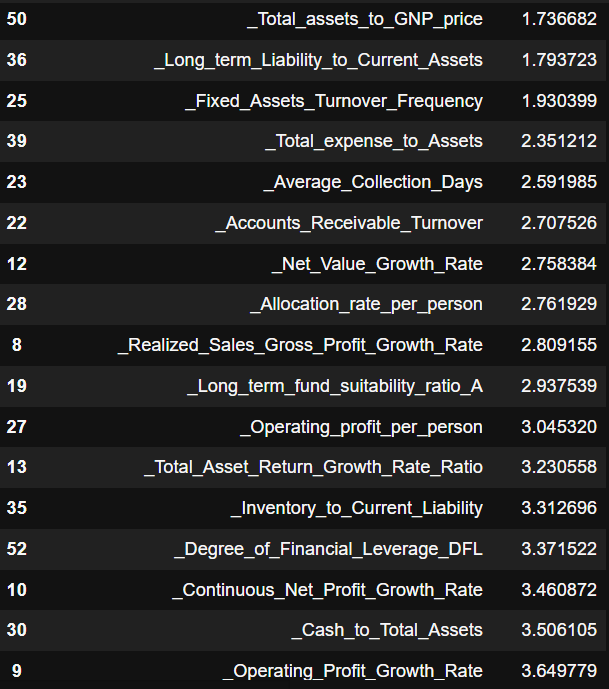 50 _Total_assets_to_GNP_price 1.736682
36 _Long_term_Liability_to_Current_Assets 1.793723
25 _Fixed_Assets_Turnover_Frequency 1.930399
39 _Total_expense_to_Assets 2.351212
23 _Average_Collection_Days 2.591985
22 _Accounts_Receivable_Turnover 2.707526
12 _Net_Value_Growth_Rate 2.758384
28 _Allocation_rate_per_person 2.761929
8 _Realized_Sales_Gross_Profit_Growth_Rate 2.809155
19 _Long_term_fund_suitability_ratio_A 2.937539
27 _Operating_profit_per_person 3.045320
13 _Total_Asset_Return_Growth_Rate_Ratio 3.230558
35 _Inventory_to_Current_Liability 3.312696
52 _Degree_of_Financial_Leverage_DFL 3.371522
10 _Continuous_Net_Profit_Growth_Rate 3.460872
30 _Cash_to_Total_Assets 3.506105
9 _Operating_Profit_Growth_Rate 3.649779